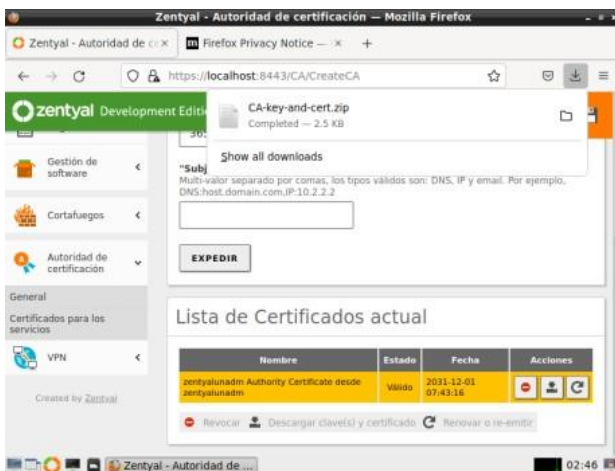 Zentyal - Autoridad de certificación — Mozilla Firefox
Zentyal - Autoridad de
Firefox Privacy Notice —
https://localhost:8443/CA/CreateCA
zentyal Development
CA-key-and-cert.zip
Completed — 2.5 KB
Show all downloads
Gestión de
software
"Subj
Multi-valor separado por comas, los tipos válidos son: DNS, IP y email. Por ejemplo,
DNS:host.domain.com,IP:10.2.2.2
Cortafuegos
Autoridad de
certificación
EXPEDIR
General
Certificados para los
servicios
VPN
Created by Zentyal
Lista de Certificados actual
Nombre Estado Fecha Acciones
zentyalunadm Authority Certificate desde
zentyalunadm
Válido
2031-12-01
07:43:16
Revocar Descargar clave(s) y certificado Renovar o re-emitir
Zentyal - Autoridad de ...
02:46